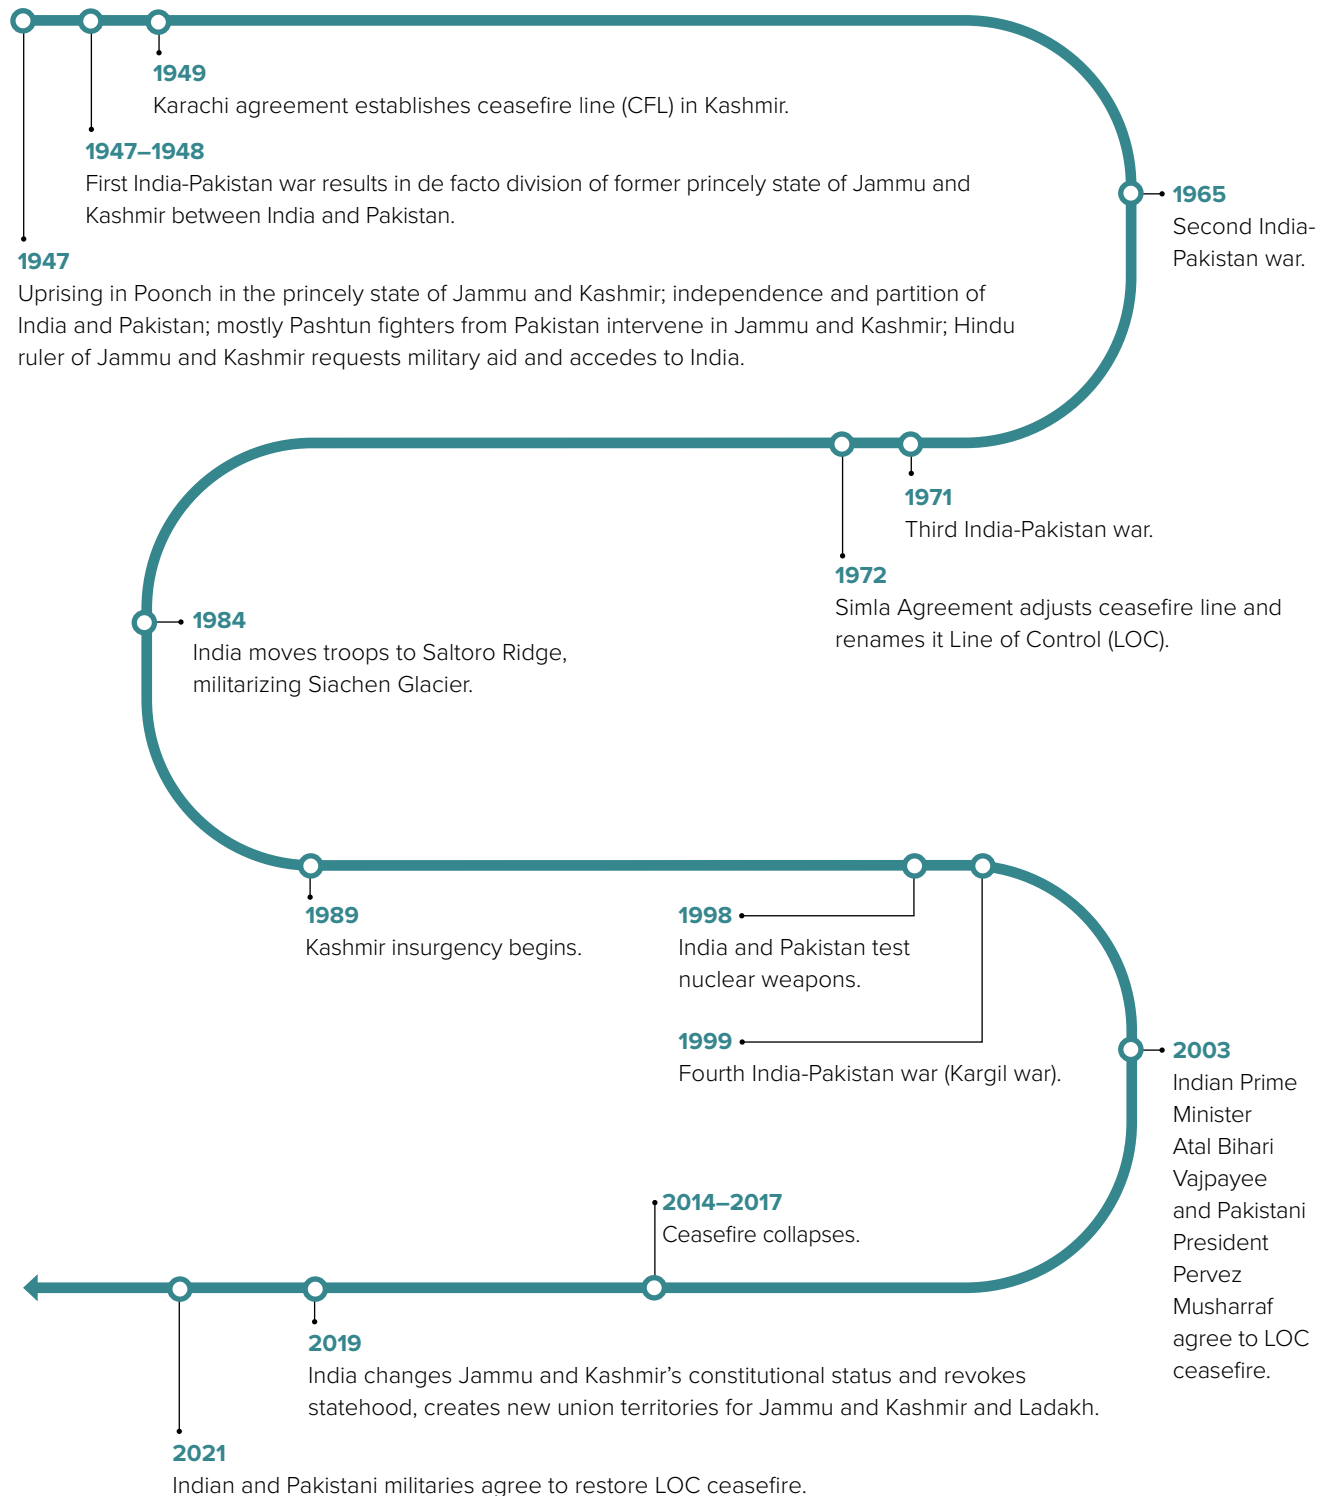 1949
Karachi agreement establishes ceasefire line (CFL) in Kashmir.
1947–1948
First India-Pakistan war results in de facto division of former princely state of Jammu and
Kashmir between India and Pakistan.
1947
Uprising in Poonch in the princely state of Jammu and Kashmir; independence and partition of
India and Pakistan; mostly Pashtun fighters from Pakistan intervene in Jammu and Kashmir; Hindu
ruler of Jammu and Kashmir requests military aid and accedes to India.
1965
Second India-
Pakistan war.
1971
Third India-Pakistan war.
1972
Simla Agreement adjusts ceasefire line and
renames it Line of Control (LOC).
1984
India moves troops to Saltoro Ridge,
militarizing Siachen Glacier.
1989
Kashmir insurgency begins.
1998
India and Pakistan test
nuclear weapons.
1999
Fourth India-Pakistan war (Kargil war).
2003
Indian Prime
Minister
Atal Bihari
Vajpayee
and Pakistani
President
Pervez
Musharraf
agree to LOC
ceasefire.
2014–2017
Ceasefire collapses.
2019
India changes Jammu and Kashmir’s constitutional status and revokes
statehood, creates new union territories for Jammu and Kashmir and Ladakh.
2021
Indian and Pakistani militaries agree to restore LOC ceasefire.